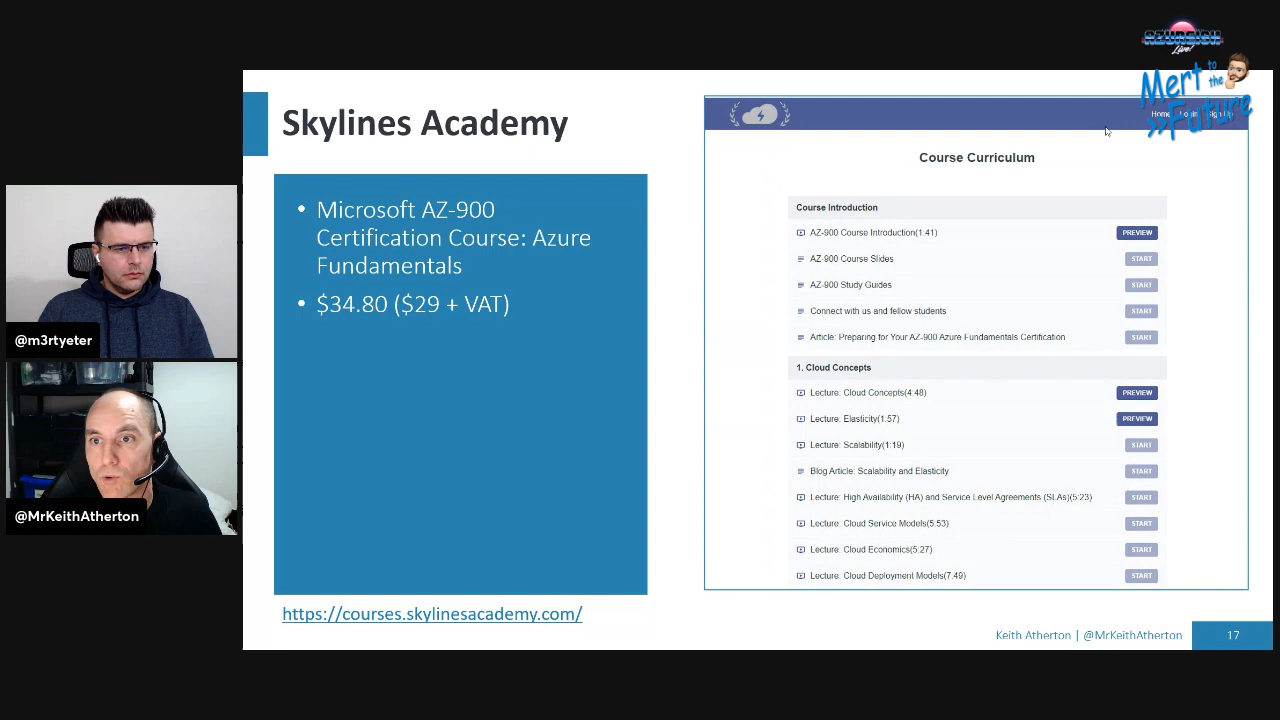 AZUREISH
Live!
Mert to the Future
Skylines Academy
• Microsoft AZ-900
Certification Course: Azure
Fundamentals
• $34.80 ($29 + VAT)
https://courses.skylinesacademy.com/
Home Login Sign Up
Course Curriculum
Course Introduction
AZ-900 Course Introduction(1:41)
PREVIEW
AZ-900 Course Slides
START
AZ-900 Study Guides
START
Connect with us and fellow students
START
Article: Preparing for Your AZ-900 Azure Fundamentals Certification
START
1. Cloud Concepts
Lecture: Cloud Concepts(4:48)
PREVIEW
Lecture: Elasticity(1:57)
PREVIEW
Lecture: Scalability(1:19)
START
Blog Article: Scalability and Elasticity
START
Lecture: High Availability (HA) and Service Level Agreements (SLAs)(5:23)
START
Lecture: Cloud Service Models(5:53)
START
Lecture: Cloud Economics(5:27)
START
Lecture: Cloud Deployment Models(7:49)
START
@m3rtyeter
@MrKeithAtherton
Keith Atherton | @MrKeithAtherton
17